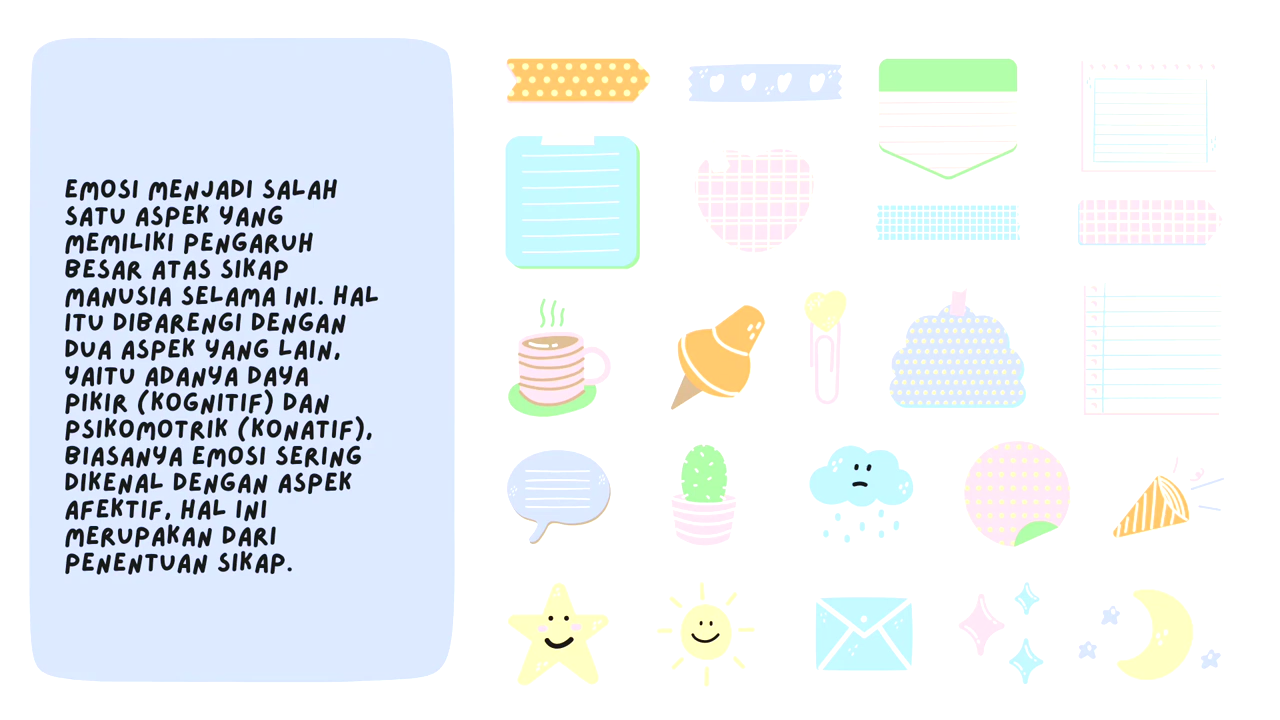 EMOSI MENJADI SALAH
SATU ASPEK YANG
MEMILIKI PENGARUH
BESAR ATAS SIKAP
MANUSIA SELAMA INI. HAL
ITU DIBARENGI DENGAN
DUA ASPEK YANG LAIN,
YAITU ADANYA DAYA
PIKIR (KOGNITIF) DAN
PSIKOMOTRIK (KONATIF),
BIASANYA EMOSI SERING
DIKENAL DENGAN ASPEK
AFEKTIF, HAL INI
MERUPAKAN DARI
PENENTUAN SIKAP.